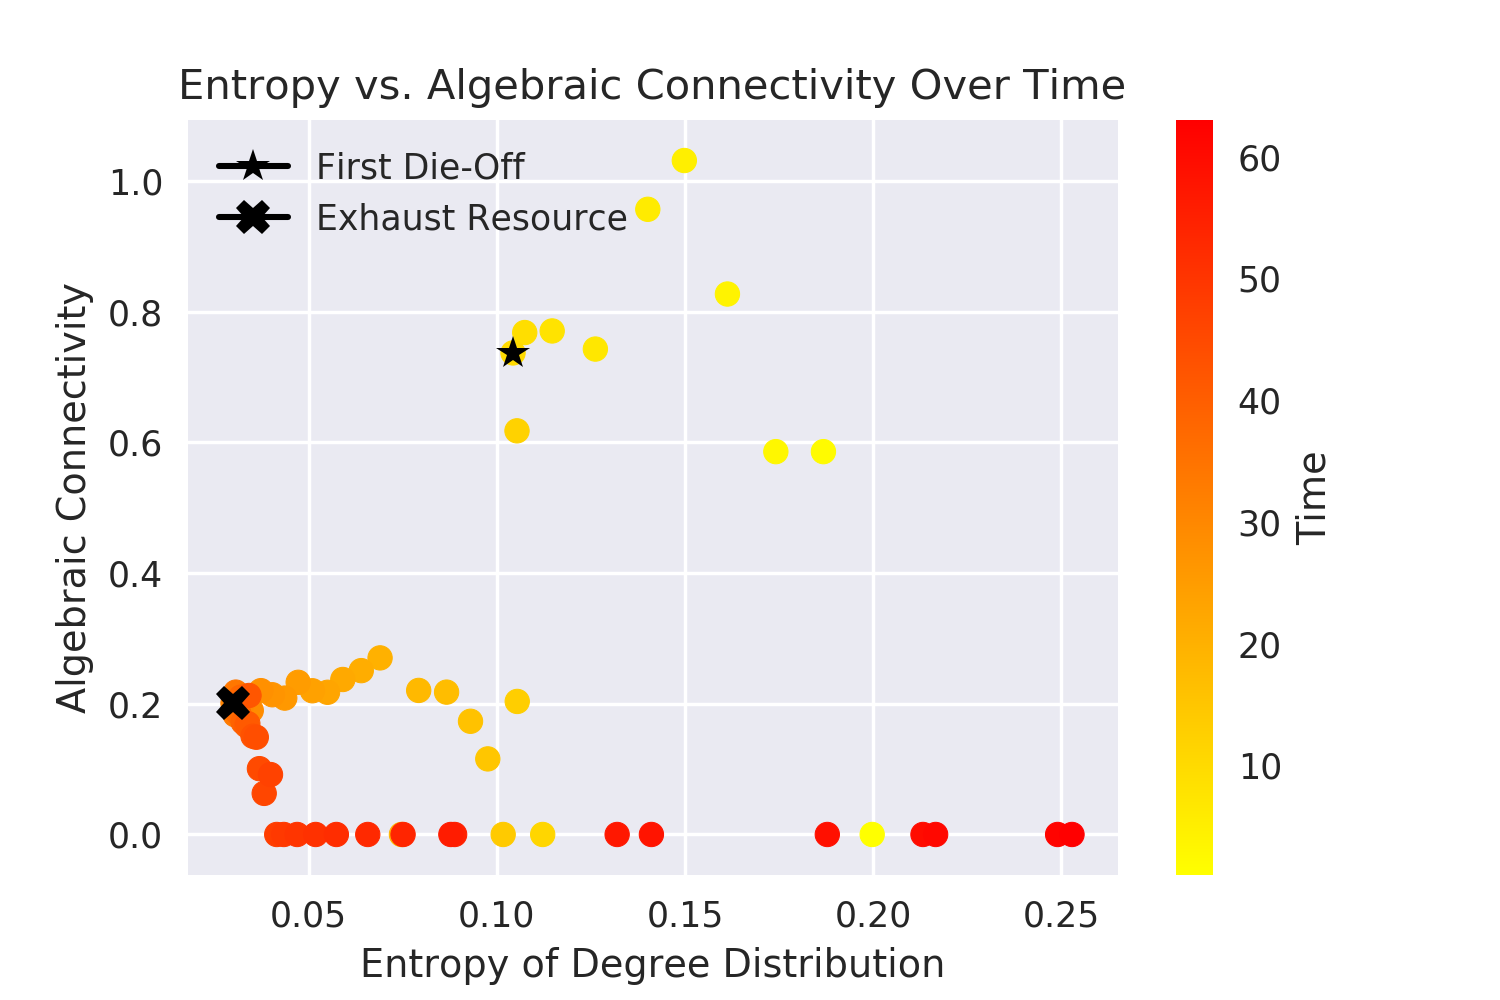 Entropy vs. Algebraic Connectivity Over Time
First Die-Off
Exhaust Resource
Algebraic Connectivity
1.0
0.8
0.6
0.4
0.2
0.0
0.05 0.10 0.15 0.20 0.25
Entropy of Degree Distribution
60
50
40
30
20
10
Time